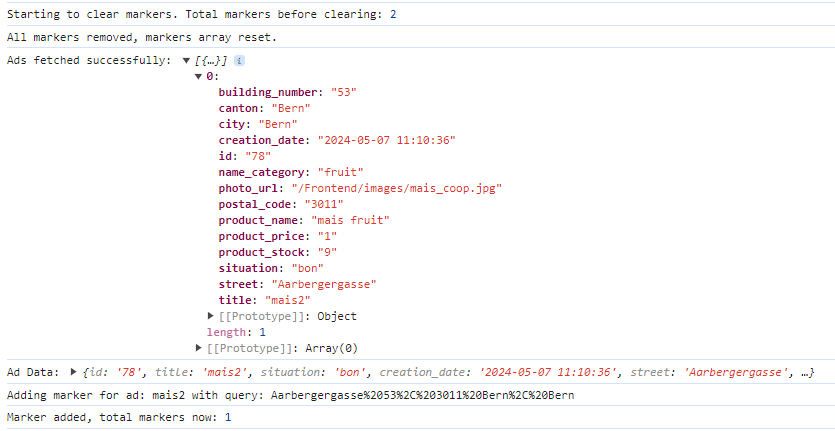 Starting to clear markers. Total markers before clearing: 2
All markers removed, markers array reset.
Ads fetched successfully: ▼ [{…}] i
▼ 0:
building_number: "53"
canton: "Bern"
city: "Bern"
creation_date: "2024-05-07 11:10:36"
id: "78"
name_category: "fruit"
photo_url: "/Frontend/images/mais_coop.jpg"
postal_code: "3011"
product_name: "mais fruit"
product_price: "1"
product_stock: "9"
situation: "bon"
street: "Aarbergergasse"
title: "mais2"
▶ [[Prototype]]: Object
length: 1
▶ [[Prototype]]: Array(0)
Ad Data: ▶ {id: '78', title: 'mais2', situation: 'bon', creation_date: '2024-05-07 11:10:36', street: 'Aarbergergasse', …}
Adding marker for ad: mais2 with query: Aarbergergasse%2053%2C%203011%20Bern%2C%20Bern
Marker added, total markers now: 1